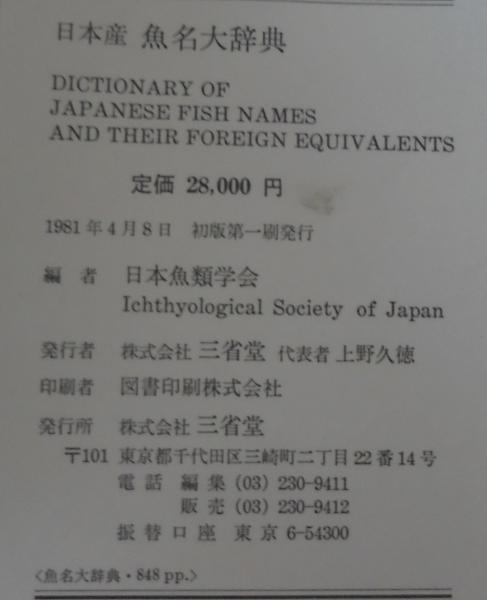 日本産 魚名大辞典
DICTIONARY OF
JAPANESE FISH NAMES
AND THEIR FOREIGN EQUIVALENTS
定価 28,000 円
1981 年 4 月 8 日 初版第一刷発行
編 者 日本魚類学会
Ichthyological Society of Japan
発行者 株式会社 三省堂 代表者 上野久徳
印刷者 図書印刷株式会社
発行所 株式会社 三省堂
〒101 東京都千代田区三崎町二丁目 22 番 14 号
電 話 編 集 (03) 230-9411
販 売 (03) 230-9412
振 替 口 座 東 京 6-54300
〈魚名大辞典・848 pp.〉